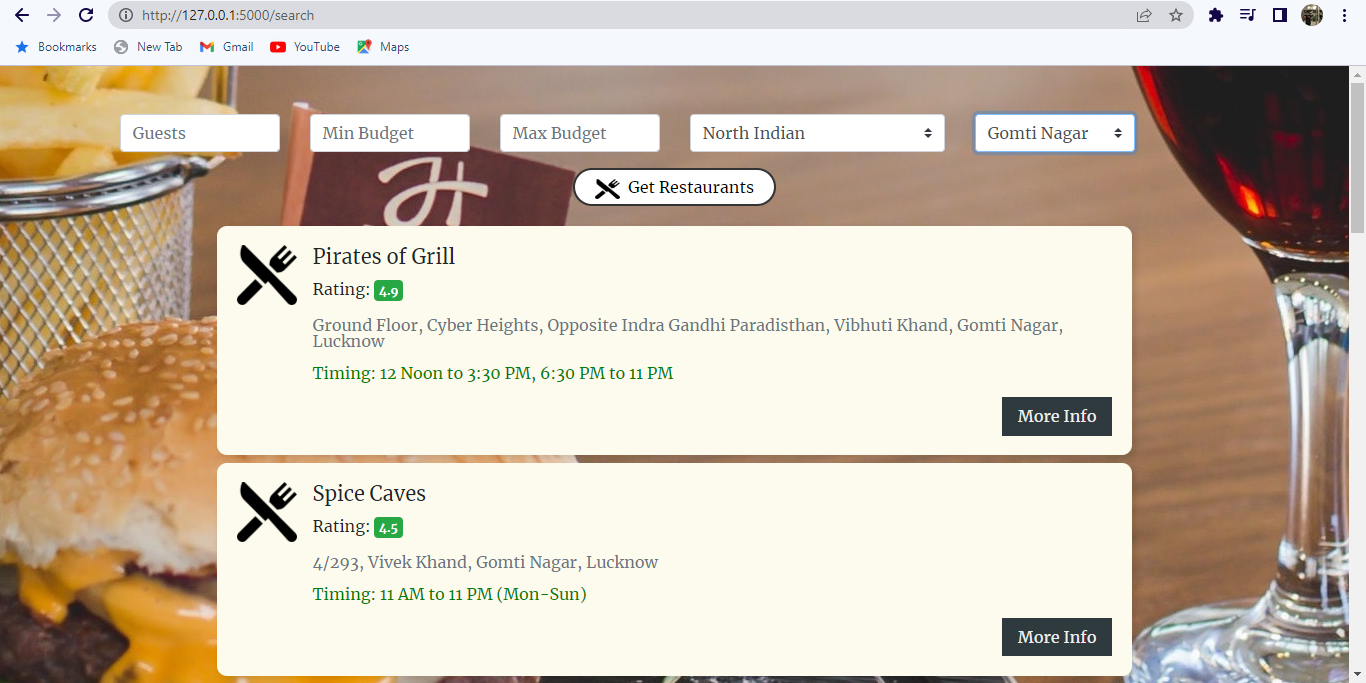 http://127.0.0.1:5000/search
Bookmarks New Tab Gmail YouTube Maps
Guests Min Budget Max Budget North Indian Gomti Nagar
Get Restaurants
Pirates of Grill
Rating: 4.9
Ground Floor, Cyber Heights, Opposite Indra Gandhi Paradisthan, Vibhuti Khand, Gomti Nagar,
Lucknow
Timing: 12 Noon to 3:30 PM, 6:30 PM to 11 PM
More Info
Spice Caves
Rating: 4.5
4/293, Vivek Khand, Gomti Nagar, Lucknow
Timing: 11 AM to 11 PM (Mon-Sun)
More Info